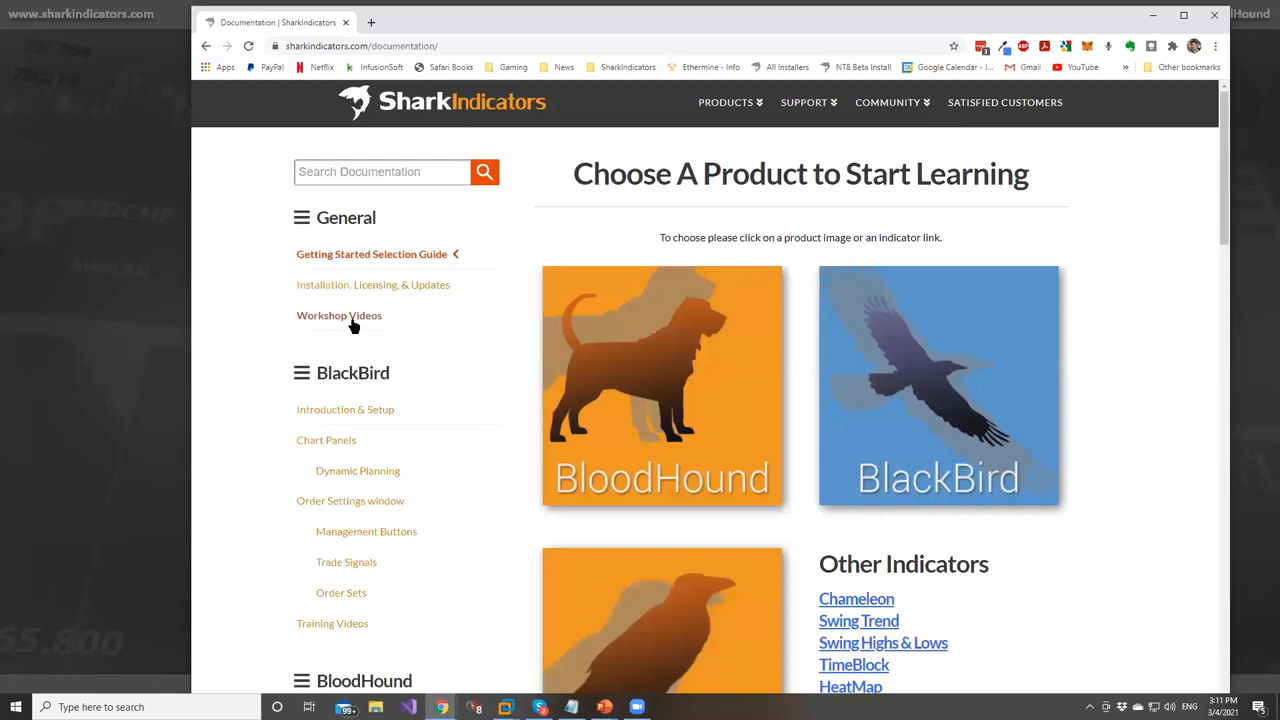 www.sharkindicators.com
Hound
Documentation | SharkIndicators
sharkindicators.com/documentation/
Apps
PayPal
Netflix
InfusionSoft
Safari Books
Gaming
News
SharkIndicators
Ethermine - Info
All Installers
NT8 Beta Install
Google Calendar - J...
Gmail
YouTube
Other bookmarks
SharkIndicators
PRODUCTS
SUPPORT
COMMUNITY
SATISFIED CUSTOMERS
Search Documentation
Choose A Product to Start Learning
General
To choose please click on a product image or an indicator link.
Getting Started Selection Guide
Installation, Licensing, & Updates
Workshop Videos
BlackBird
Introduction & Setup
Chart Panels
Dynamic Planning
Order Settings window
Management Buttons
Trade Signals
Order Sets
Training Videos
BloodHound
BloodHound
BlackBird
Other Indicators
Chameleon
Swing Trend
Swing Highs & Lows
TimeBlock
HeatMap
65.800
Type here to search
99+
ENG
3:11 PM
3/4/2021